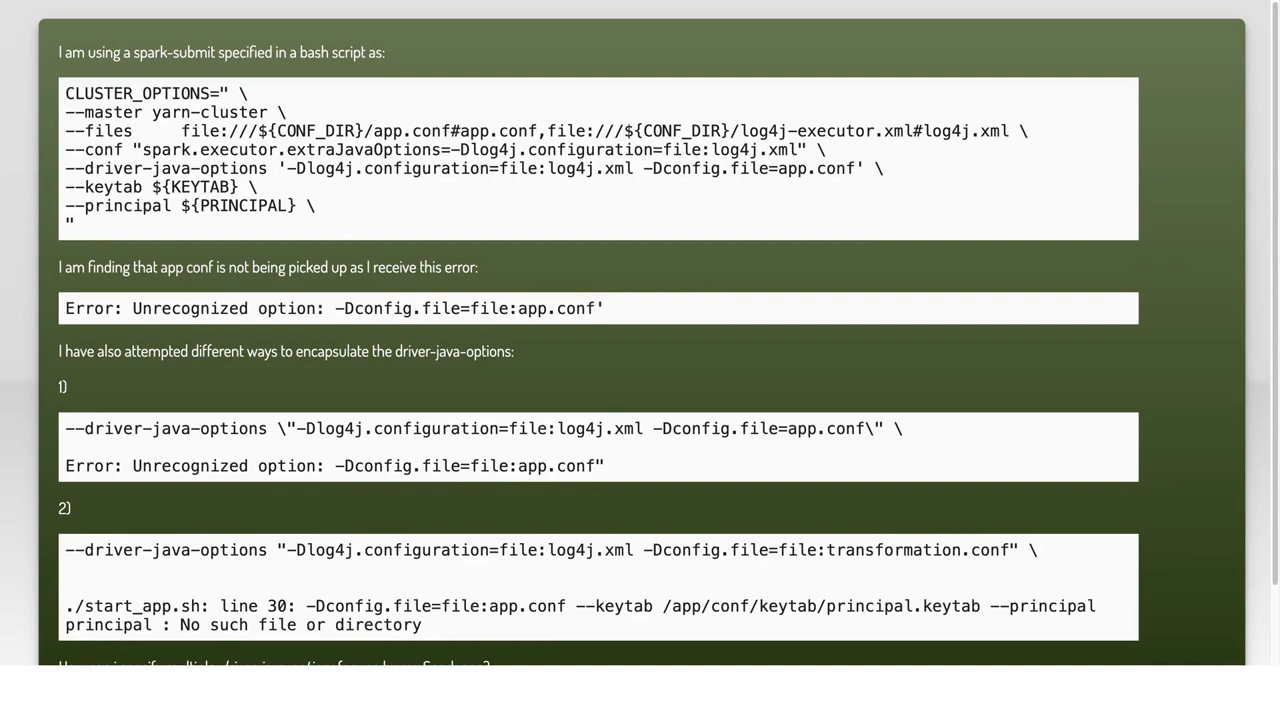 I am using a spark-submit specified in a bash script as:
CLUSTER_OPTIONS=" \
--master yarn-cluster \
--files     file:///${CONF_DIR}/app.conf#app.conf,file:///${CONF_DIR}/log4j-executor.xml#log4j.xml \
--conf "spark.executor.extraJavaOptions=-Dlog4j.configuration=file:log4j.xml" \
--driver-java-options '-Dlog4j.configuration=file:log4j.xml -Dconfig.file=app.conf' \
--keytab ${KEYTAB} \
--principal ${PRINCIPAL} \
"
I am finding that app conf is not being picked up as I receive this error:
Error: Unrecognized option: -Dconfig.file=file:app.conf'
I have also attempted different ways to encapsulate the driver-java-options:
1)
--driver-java-options \"-Dlog4j.configuration=file:log4j.xml -Dconfig.file=app.conf\" \
Error: Unrecognized option: -Dconfig.file=file:app.conf"
2)
--driver-java-options "-Dlog4j.configuration=file:log4j.xml -Dconfig.file=file:transformation.conf" \
./start_app.sh: line 30: -Dconfig.file=file:app.conf --keytab /app/conf/keytab/principal.keytab --principal
principal : No such file or directory